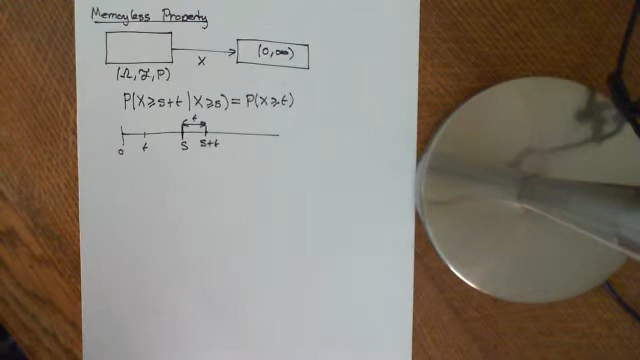 Memoryless Property
(0,∞)
X
(Ω, ℱ, P)
P(X ≥ s+t | X ≥ s) = P(X ≥ t)
t
0 t s s+t